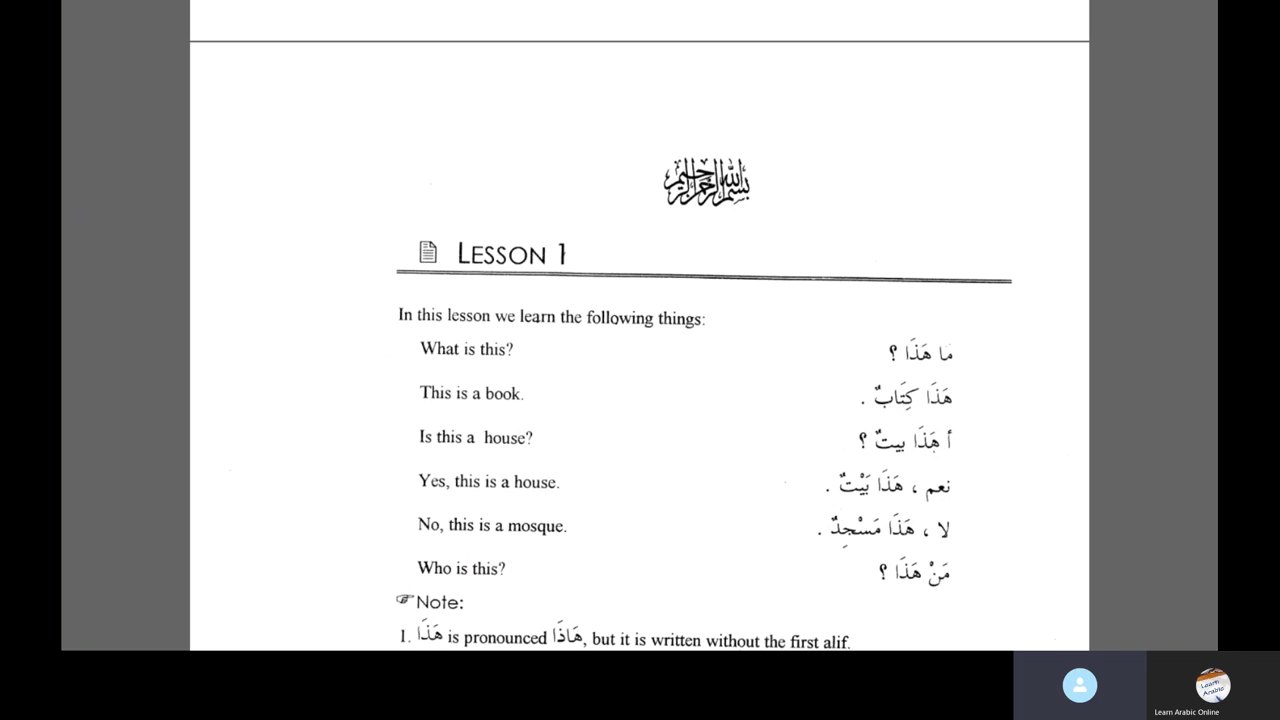 بسم الله الرحمن الرحيم
LESSON 1
In this lesson we learn the following things:
What is this? مَا هَذَا ؟
This is a book. هَذَا كِتَابٌ .
Is this a house? أ هَذَا بيتٌ ؟
Yes, this is a house. نعم ، هَذَا بَيْتٌ .
No, this is a mosque. لا ، هَذَا مَسْجِدٌ .
Who is this? مَنْ هَذَا ؟
☞Note:
1. هَذَا is pronounced هَاذَا, but it is written without the first alif.
Learn Arabic
Learn Arabic Online